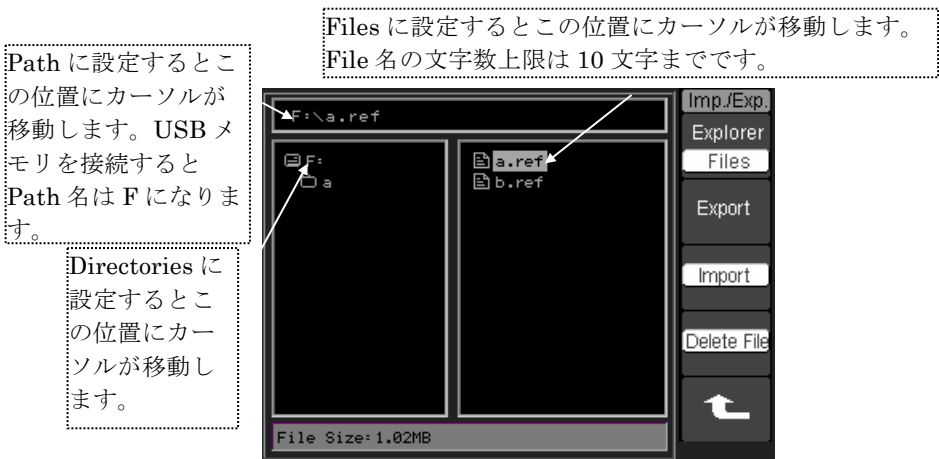 Files に設定するとこの位置にカーソルが移動します。
File 名の文字数上限は 10 文字までです。
Path に設定するとこ
の位置にカーソルが
移動します。USB メ
モリを接続すると
Path 名は F になりま
す。
Directories に
設定するとこ
の位置にカー
ソルが移動し
ます。
F:\a.ref
F:
a
a.ref
b.ref
File Size:1.02MB
Imp./Exp.
Explorer
Files
Export
Import
Delete File